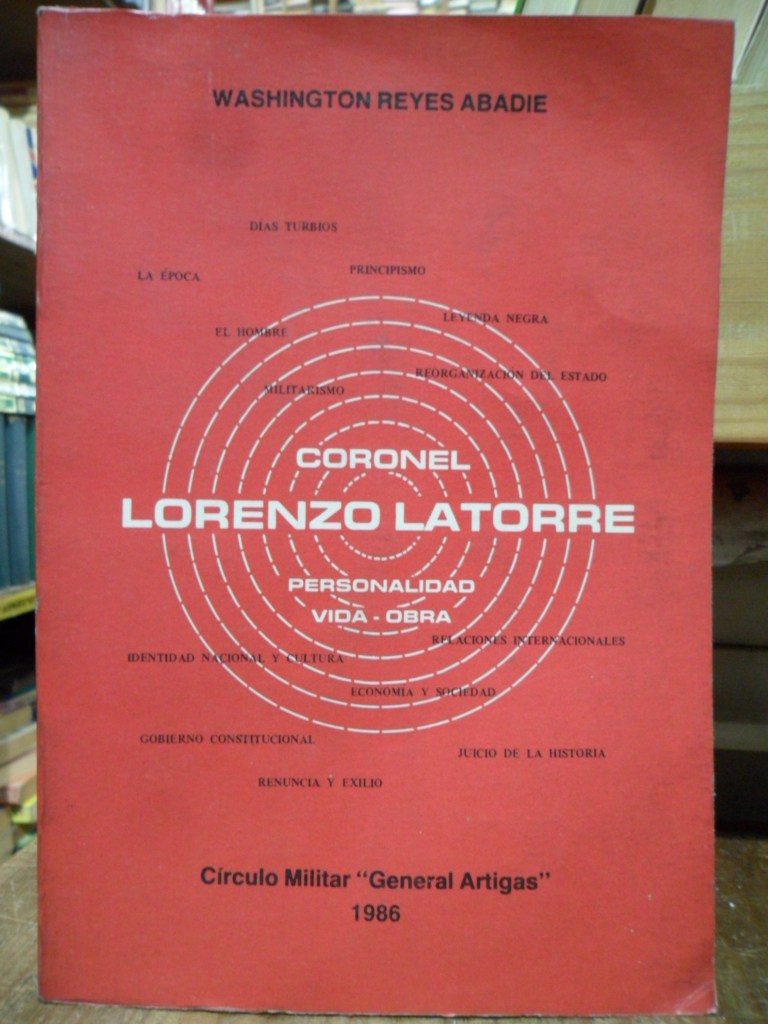 WASHINGTON REYES ABADIE
DÍAS TURBIOS
LA ÉPOCA
PRINCIPISMO
LEYENDA NEGRA
EL HOMBRE
REORGANIZACION DEL ESTADO
MILITARISMO
CORONEL
LORENZO LATORRE
PERSONALIDAD
VIDA - OBRA
RELACIONES INTERNACIONALES
IDENTIDAD NACIONAL Y CULTURA
ECONOMIA Y SOCIEDAD
GOBIERNO CONSTITUCIONAL
JUICIO DE LA HISTORIA
RENUNCIA Y EXILIO
Círculo Militar "General Artigas"
1986